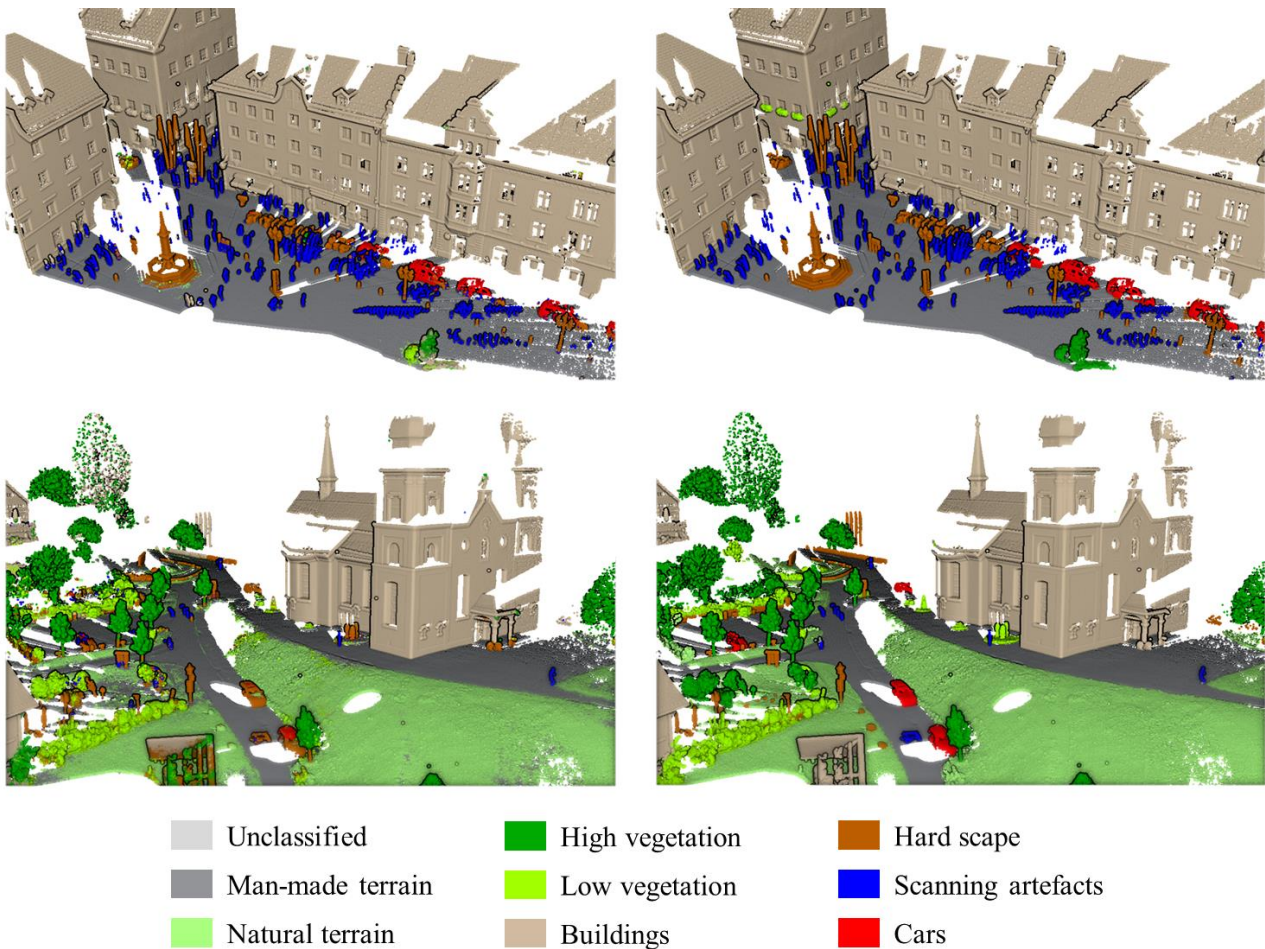 Unclassified
High vegetation
Hard scape
Man-made terrain
Low vegetation
Scanning artefacts
Natural terrain
Buildings
Cars